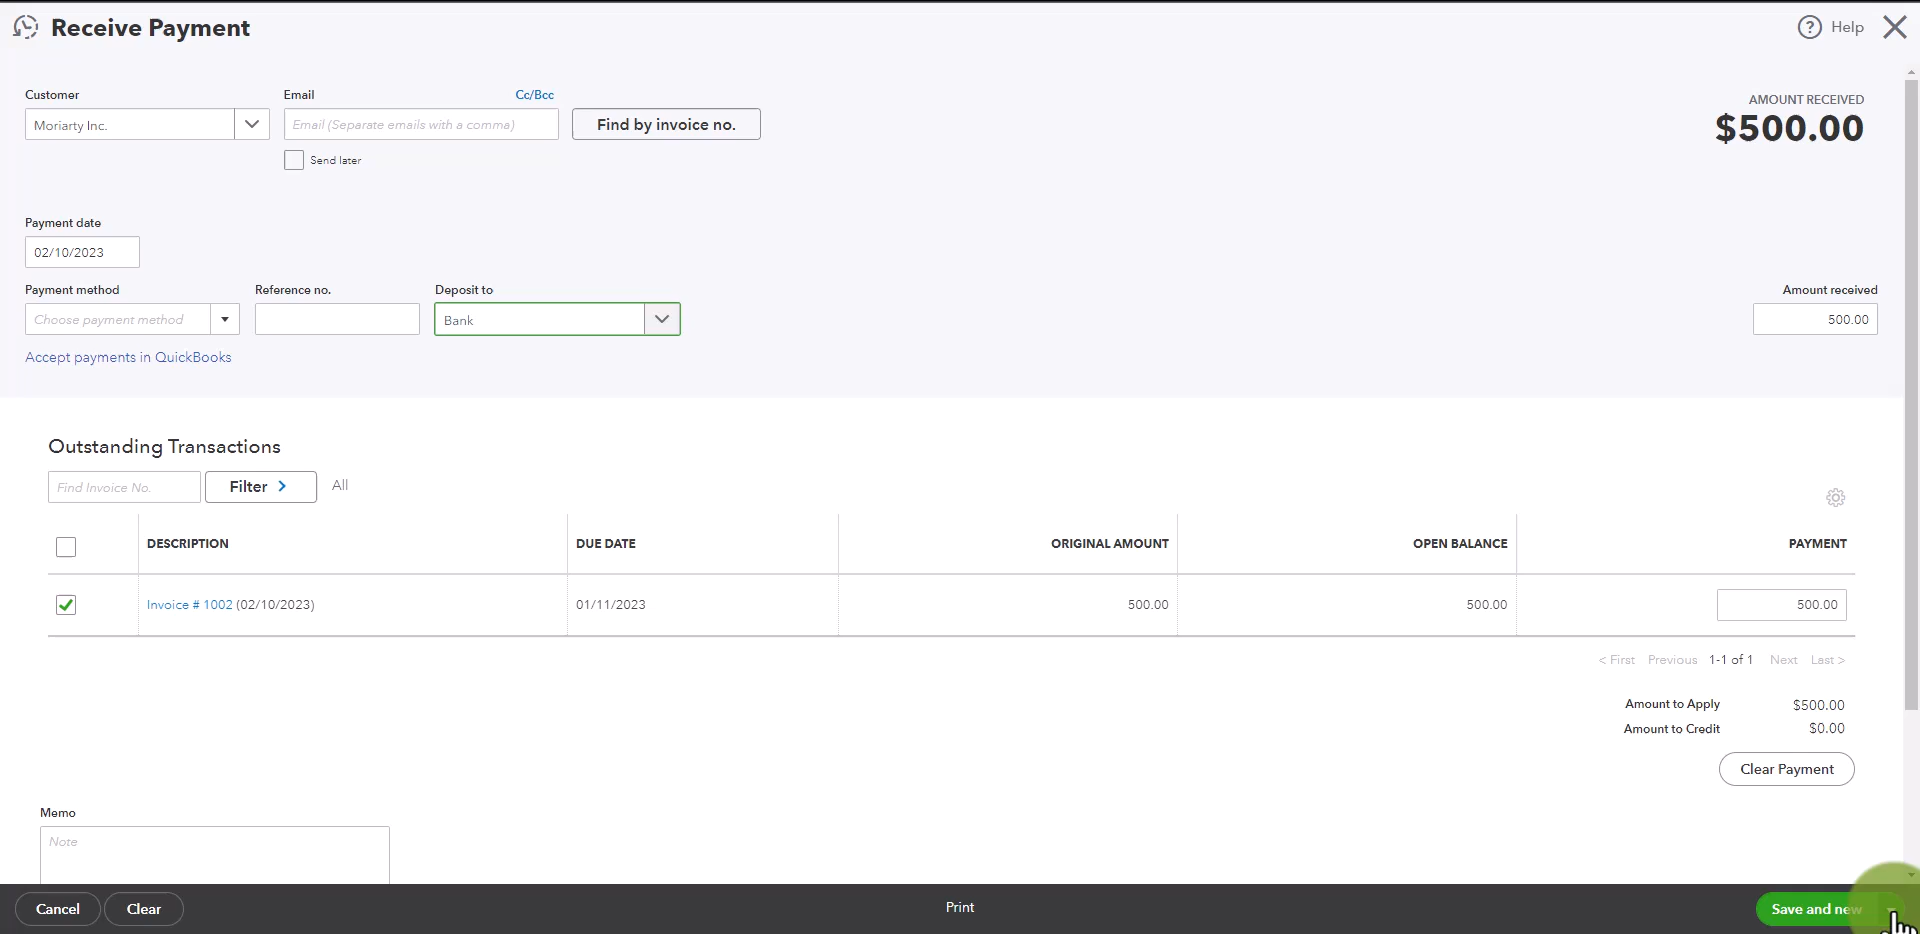 Receive Payment
? Help
Customer
Email
Cc/Bcc
AMOUNT RECEIVED
$500.00
Moriarty Inc.
Email (Separate emails with a comma)
Find by invoice no.
Send later
Payment date
02/10/2023
Payment method
Reference no.
Deposit to
Amount received
Choose payment method
Bank
500.00
Accept payments in QuickBooks
Outstanding Transactions
Find Invoice No.
Filter >
All
DESCRIPTION
DUE DATE
ORIGINAL AMOUNT
OPEN BALANCE
PAYMENT
Invoice # 1002 (02/10/2023)
01/11/2023
500.00
500.00
500.00
< First Previous 1-1 of 1 Next Last >
Amount to Apply $500.00
Amount to Credit $0.00
Clear Payment
Memo
Note
Cancel
Clear
Print
Save and new